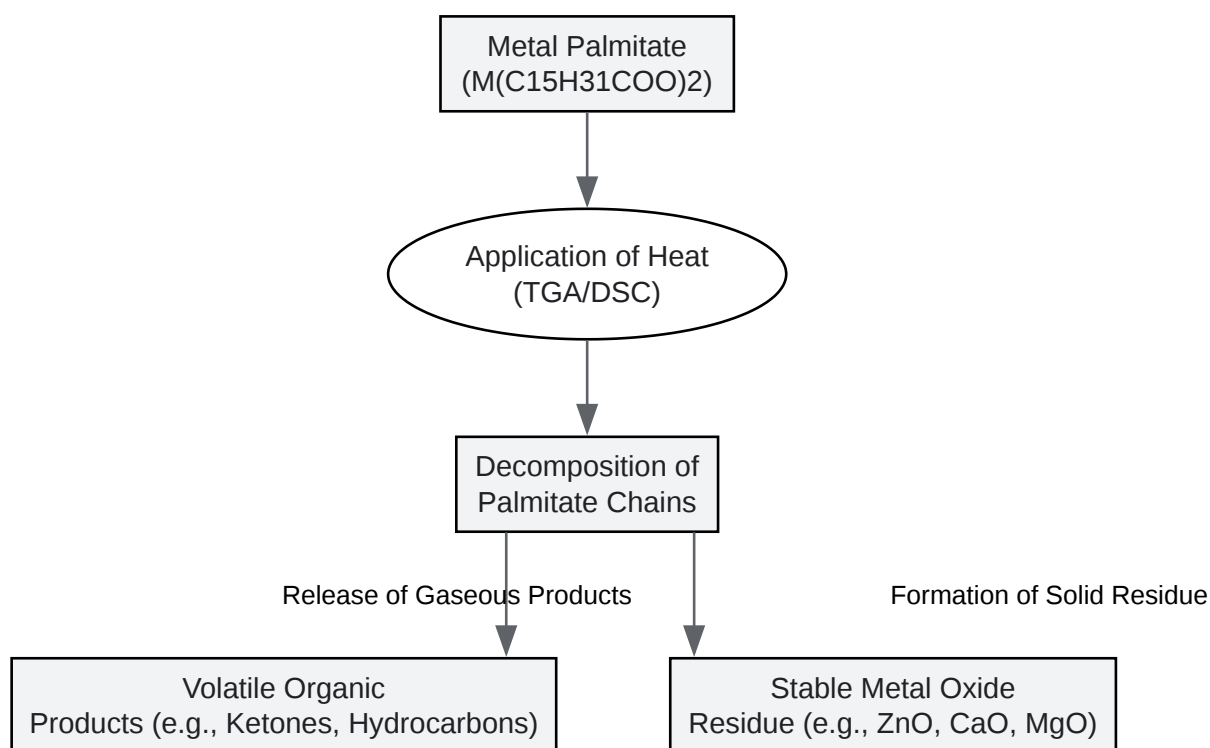 Metal Palmitate
(M(C15H31COO)2)
Application of Heat
(TGA/DSC)
Decomposition of
Palmitate Chains
Release of Gaseous Products
Formation of Solid Residue
Volatile Organic
Products (e.g., Ketones, Hydrocarbons)
Stable Metal Oxide
Residue (e.g., ZnO, CaO, MgO)